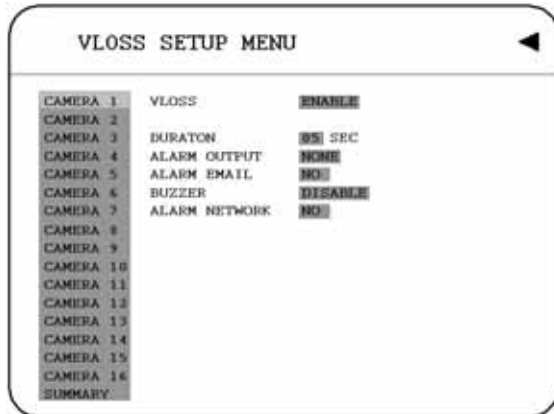 VLOSS SETUP MENU
CAMERA 1 VLOSS ENABLE
CAMERA 2
CAMERA 3 DURATON 05 SEC
CAMERA 4 ALARM OUTPUT NONE
CAMERA 5 ALARM EMAIL NO
CAMERA 6 BUZZER DISABLE
CAMERA 7 ALARM NETWORK NO
CAMERA 8
CAMERA 9
CAMERA 10
CAMERA 11
CAMERA 12
CAMERA 13
CAMERA 14
CAMERA 15
CAMERA 16
SUMMARY